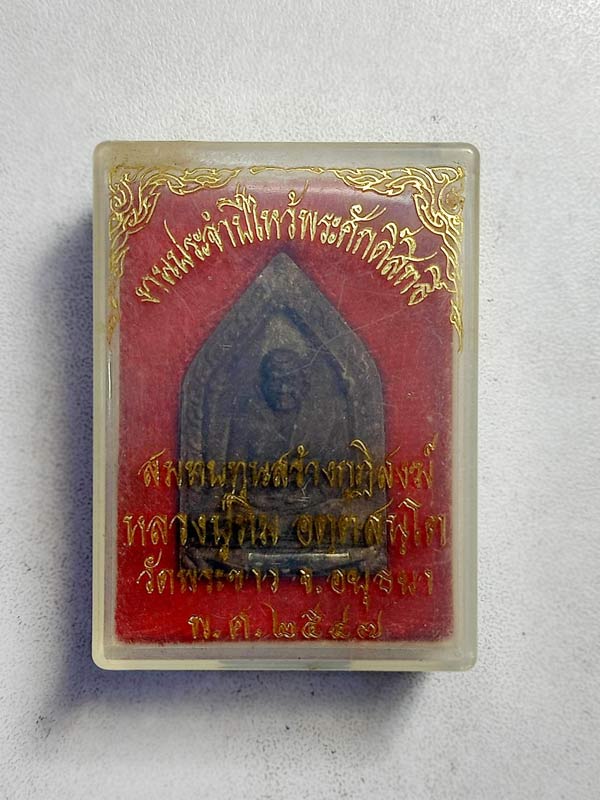 งานประจำปีไหว้พระศักดิ์สิทธิ์
สมทบทุนสร้างกุฏิสงฆ์
หลวงปู่ทิม อตฺตสนฺโต
วัดพระขาว จ.อยุธยา
พ.ศ.๒๕๔๗